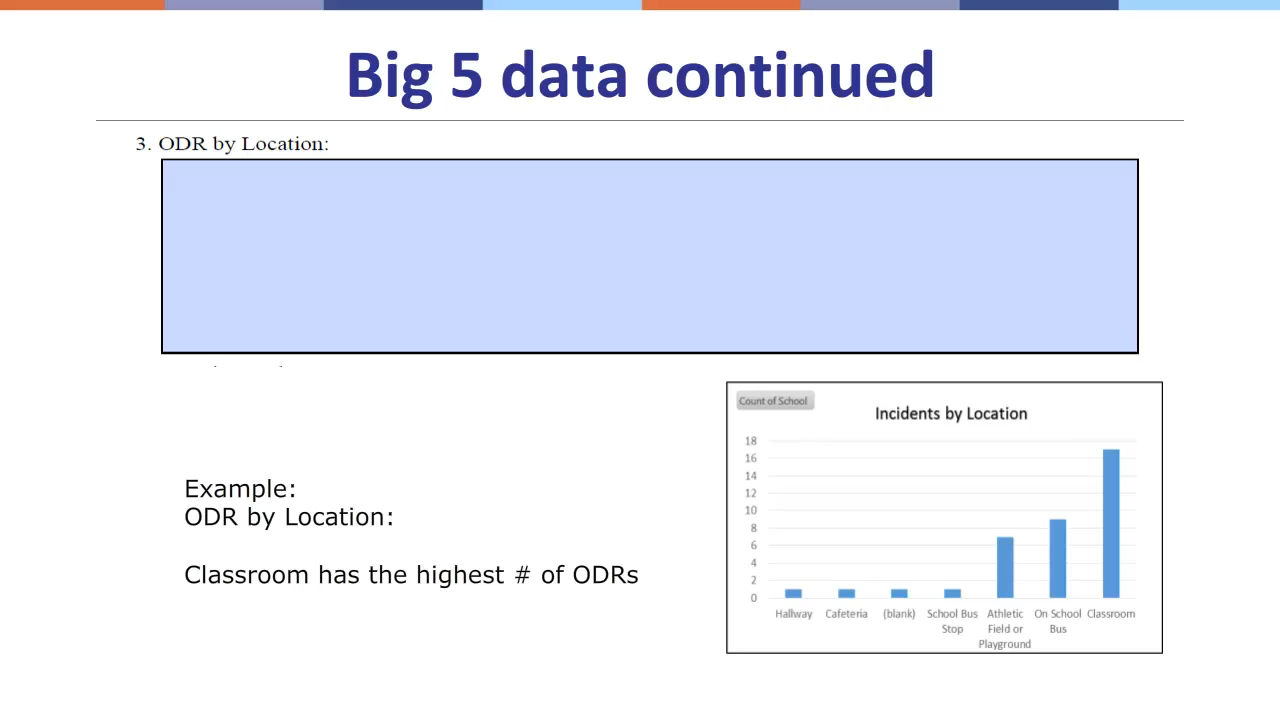 Big 5 data continued
3. ODR by Location:
Example:
ODR by Location:
Classroom has the highest # of ODRs
Count of School
Incidents by Location
18
16
14
12
10
8
6
4
2
0
Hallway
Cafeteria
(blank)
School Bus
Stop
Athletic
Field or
Playground
On School
Bus
Classroom